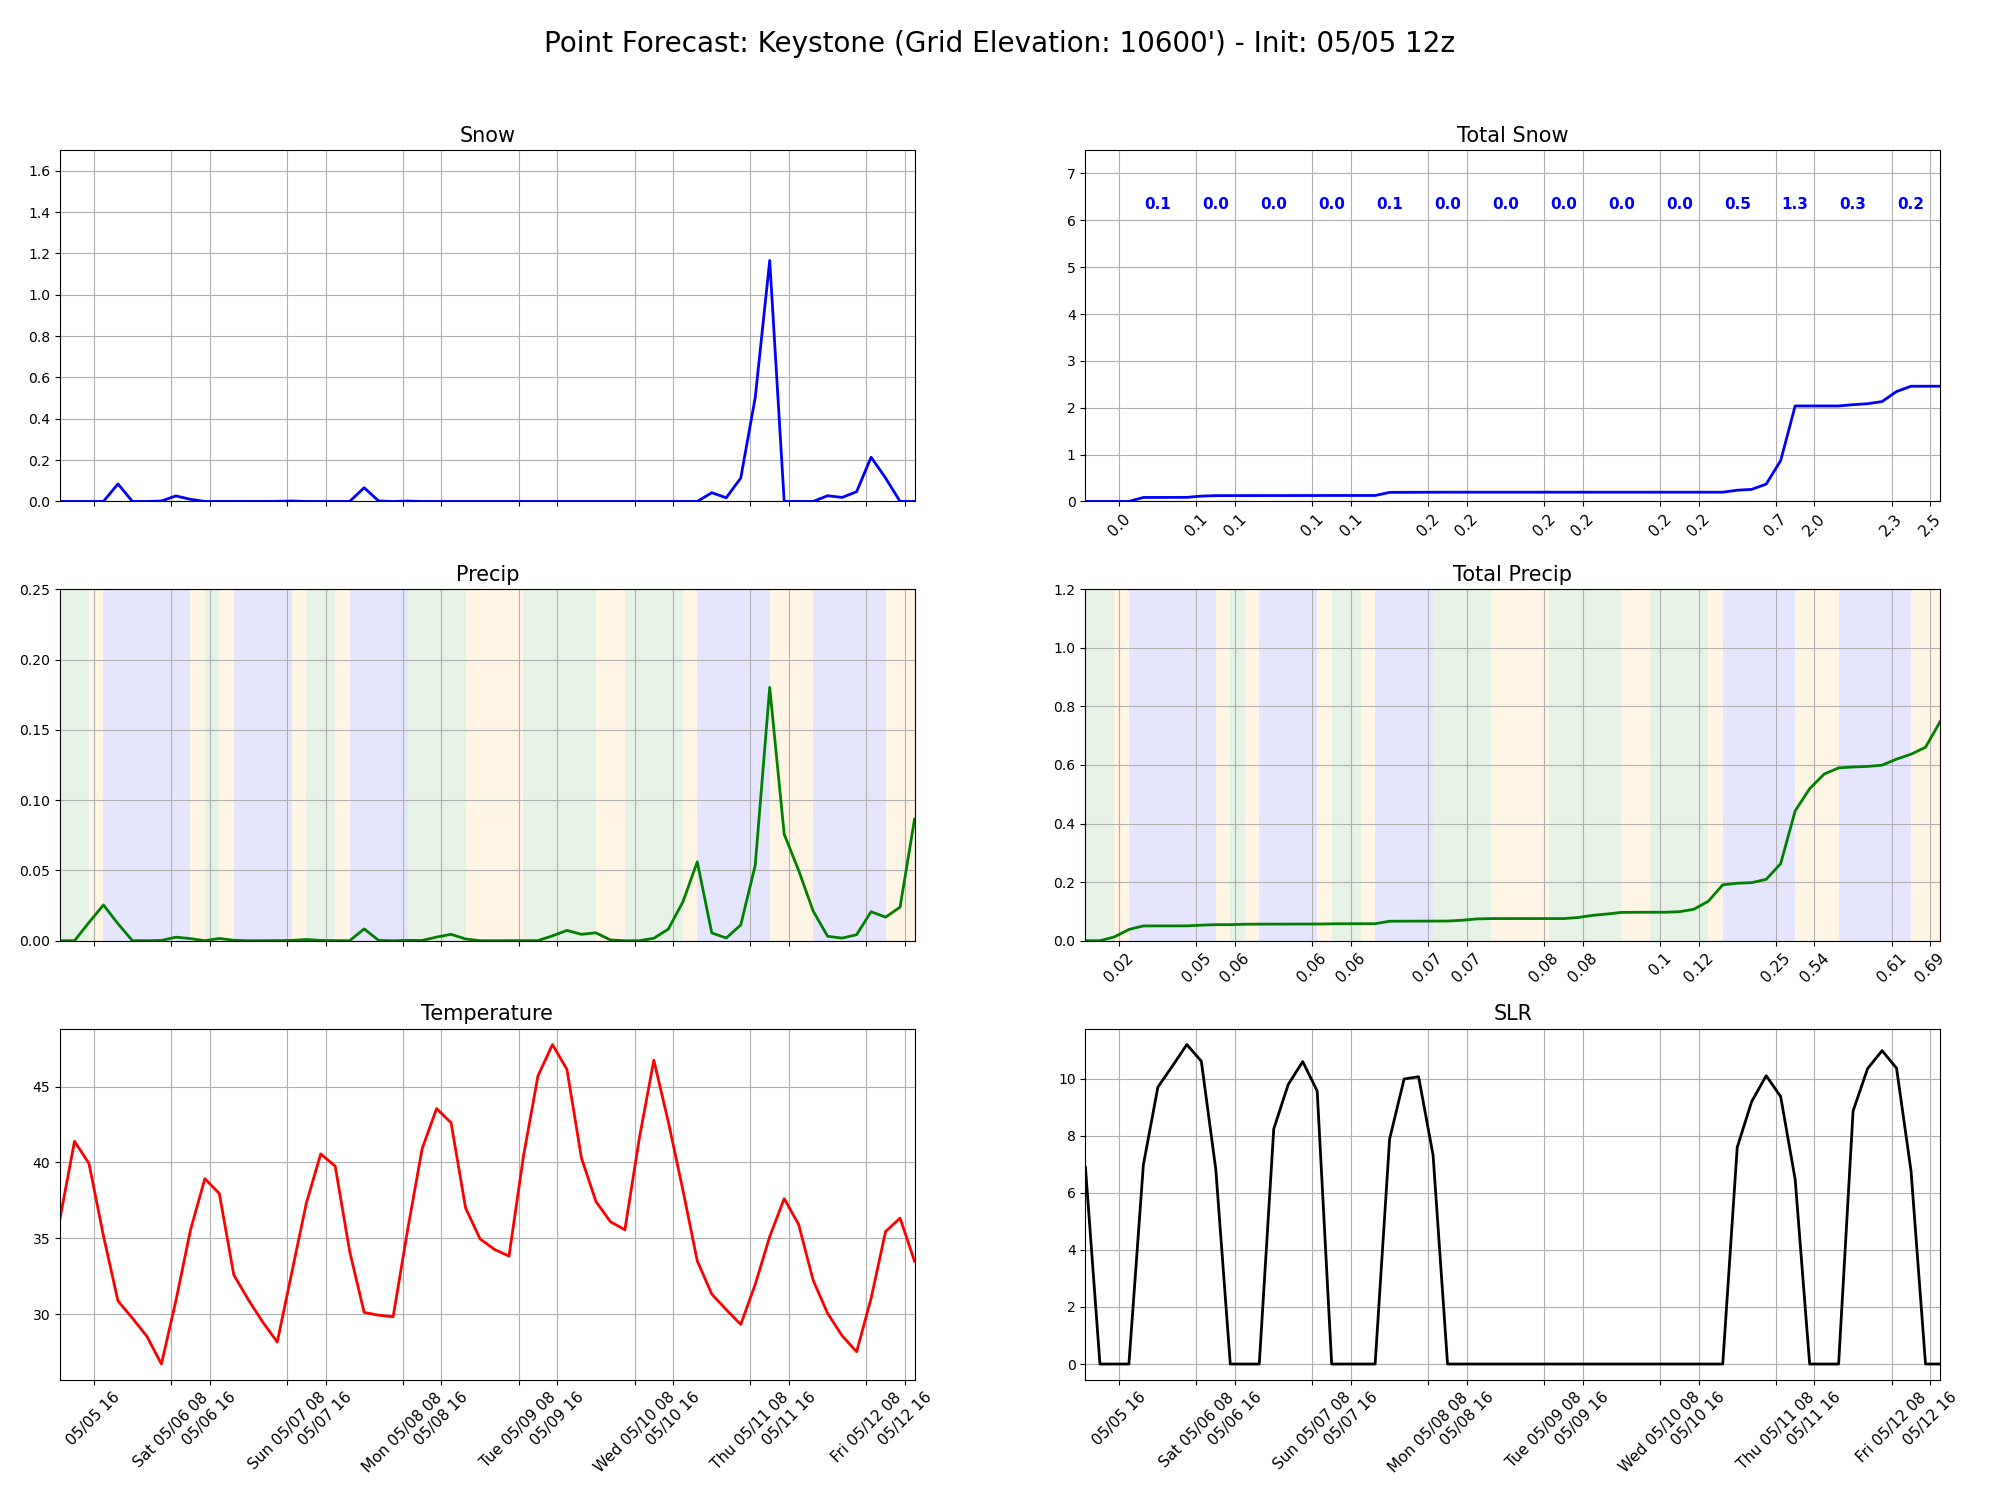 Point Forecast: Keystone (Grid Elevation: 10600') - Init: 05/05 12z
Snow
1.6
1.4
1.2
1.0
0.8
0.6
0.4
0.2
0.0
Total Snow
7
6
5
4
3
2
1
0
0.1 0.0 0.0 0.0 0.1 0.0 0.0 0.0 0.0 0.0 0.5 1.3 0.3 0.2
0.0 0.1 0.1 0.1 0.1 0.2 0.2 0.2 0.2 0.2 0.2 0.7 2.0 2.3 2.5
Precip
0.25
0.20
0.15
0.10
0.05
0.00
Total Precip
1.2
1.0
0.8
0.6
0.4
0.2
0.0
0.02 0.05 0.06 0.06 0.06 0.07 0.07 0.08 0.08 0.1 0.12 0.25 0.54 0.61 0.69
Temperature
45
40
35
30
05/05 16
Sat 05/06 08
05/06 16
Sun 05/07 08
05/07 16
Mon 05/08 08
05/08 16
Tue 05/09 08
05/09 16
Wed 05/10 08
05/10 16
Thu 05/11 08
05/11 16
Fri 05/12 08
05/12 16
SLR
10
8
6
4
2
0
05/05 16
Sat 05/06 08
05/06 16
Sun 05/07 08
05/07 16
Mon 05/08 08
05/08 16
Tue 05/09 08
05/09 16
Wed 05/10 08
05/10 16
Thu 05/11 08
05/11 16
Fri 05/12 08
05/12 16